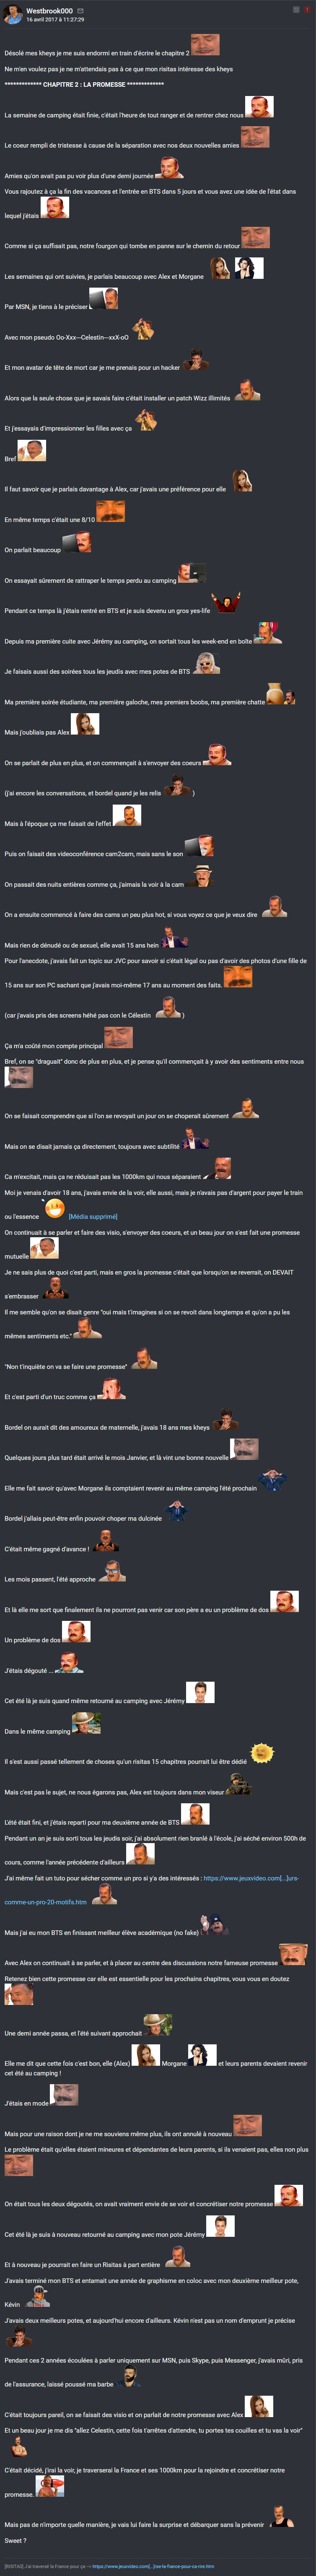 Westbrook000
16 avril 2017 à 11:27:29
Désolé mes kheys je me suis endormi en train d'écrire le chapitre 2
Ne m'en voulez pas je ne m'attendais pas à ce que mon risitas intéresse des kheys
************* CHAPITRE 2 : LA PROMESSE *************
La semaine de camping était finie, c'était l'heure de tout ranger et de rentrer chez nous
Le coeur rempli de tristesse à cause de la séparation avec nos deux nouvelles amies
Amies qu'on avait pas pu voir plus d'une demi journée
Vous rajoutez à ça la fin des vacances et l'entrée en BTS dans 5 jours et vous avez une idée de l'état dans
lequel j'étais
Comme si ça suffisait pas, notre fourgon qui tombe en panne sur le chemin du retour
Les semaines qui ont suivies, je parlais beaucoup avec Alex et Morgane
Par MSN, je tiens à le préciser
Avec mon pseudo Oo-Xxx---Celestin---xxX-oO
Et mon avatar de tête de mort car je me prenais pour un hacker
Alors que la seule chose que je savais faire c'était installer un patch Wizz illimités
Et j'essayais d'impressionner les filles avec ça
Bref
Il faut savoir que je parlais davantage à Alex, car j'avais une préférence pour elle
En même temps c'était une 8/10
On parlait beaucoup
On essayait sûrement de rattraper le temps perdu au camping
Pendant ce temps là j'étais rentré en BTS et je suis devenu un gros yes-life
Depuis ma première cuite avec Jérémy au camping, on sortait tous les week-end en boîte
Je faisais aussi des soirées tous les jeudis avec mes potes de BTS
Ma première soirée étudiante, ma première galoche, mes premiers boobs, ma première chatte
Mais j'oubliais pas Alex
On se parlait de plus en plus, et on commençait à s'envoyer des coeurs
(j'ai encore les conversations, et bordel quand je les relis )
Mais à l'époque ça me faisait de l'effet
Puis on faisait des videoconférence cam2cam, mais sans le son
On passait des nuits entières comme ça, j'aimais la voir à la cam
On a ensuite commencé à faire des cams un peu plus hot, si vous voyez ce que je veux dire
Mais rien de dénudé ou de sexuel, elle avait 15 ans hein
Pour l'anecdote, j'avais fait un topic sur JVC pour savoir si c'était légal ou pas d'avoir des photos d'une fille de
15 ans sur son PC sachant que j'avais moi-même 17 ans au moment des faits.
(car j'avais pris des screens héhé pas con le Célestin )
Ça m'a coûté mon compte principal
Bref, on se "draguait" donc de plus en plus, et je pense qu'il commençait à y avoir des sentiments entre nous
On se faisait comprendre que si l'on se revoyait un jour on se choperait sûrement
Mais on se disait jamais ça directement, toujours avec subtilité
Ca m'excitait, mais ça ne réduisait pas les 1000km qui nous séparaient
Moi je venais d'avoir 18 ans, j'avais envie de la voir, elle aussi, mais je n'avais pas d'argent pour payer le train
ou l'essence [Média supprimé]
On continuait à se parler et faire des visio, s'envoyer des coeurs, et un beau jour on s'est fait une promesse
mutuelle
Je ne sais plus de quoi c'est parti, mais en gros la promesse c'était que lorsqu'on se reverrait, on DEVAIT
s'embrasser
Il me semble qu'on se disait genre "oui mais t'imagines si on se revoit dans longtemps et qu'on a pu les
mêmes sentiments etc."
"Non t'inquiète on va se faire une promesse"
Et c'est parti d'un truc comme ça
Bordel on aurait dit des amoureux de maternelle, j'avais 18 ans mes kheys
Quelques jours plus tard était arrivé le mois Janvier, et là vint une bonne nouvelle
Elle me fait savoir qu'avec Morgane ils comptaient revenir au même camping l'été prochain
Bordel j'allais peut-être enfin pouvoir choper ma dulcinée
C'était même gagné d'avance !
Les mois passent, l'été approche
Et là elle me sort que finalement ils ne pourront pas venir car son père a eu un problème de dos
Un problème de dos
J'étais dégouté ...
Cet été là je suis quand même retourné au camping avec Jérémy
Dans le même camping
Il s'est aussi passé tellement de choses qu'un risitas 15 chapitres pourrait lui être dédié
Mais c'est pas le sujet, ne nous égarons pas, Alex est toujours dans mon viseur
L'été était fini, et j'étais reparti pour ma deuxième année de BTS
Pendant un an je suis sorti tous les jeudis soir, j'ai absolument rien branlé à l'école, j'ai séché environ 500h de
cours, comme l'année précédente d'ailleurs
J'ai même fait un tuto pour sécher comme un pro si y'a des intéressés : https://www.jeuxvideo.com[...]urs-
comme-un-pro-20-motifs.htm
Mais j'ai eu mon BTS en finissant meilleur élève académique (no fake)
Avec Alex on continuait à se parler, et à placer au centre des discussions notre fameuse promesse
Retenez bien cette promesse car elle est essentielle pour les prochains chapitres, vous vous en doutez
Une demi année passa, et l'été suivant approchait
Elle me dit que cette fois c'est bon, elle (Alex) Morgane et leurs parents devaient revenir
cet été au camping !
J'étais en mode
Mais pour une raison dont je ne me souviens même plus, ils ont annulé à nouveau
Le problème était qu'elles étaient mineures et dépendantes de leurs parents, si ils venaient pas, elles non plus
On était tous les deux dégoutés, on avait vraiment envie de se voir et concrétiser notre promesse
Cet été là je suis à nouveau retourné au camping avec mon pote Jérémy
Et à nouveau je pourrait en faire un Risitas à part entière
J'avais terminé mon BTS et entamait une année de graphisme en coloc avec mon deuxième meilleur pote,
Kévin
J'avais deux meilleurs potes, et aujourd'hui encore d'ailleurs. Kévin n'est pas un nom d'emprunt je précise
Pendant ces 2 années écoulées à parler uniquement sur MSN, puis Skype, puis Messenger, j'avais mûri, pris
de l'assurance, laissé poussé ma barbe
C'était toujours pareil, on se faisait des visio et on parlait de notre promesse avec Alex
Et un beau jour je me dis "allez Celestin, cette fois t'arrêtes d'attendre, tu portes tes couilles et tu vas la voir"
C'était décidé, j'irai la voir, je traverserai la France et ses 1000km pour la rejoindre et concrétiser notre
promesse.
Mais pas de n'importe quelle manière, je vais lui faire la surprise et débarquer sans la prévenir
Sweet ?
[RISITAS] J'ai traversé la France pour ça -> https://www.jeuxvideo.com[...]se-la-france-pour-ca-risi.htm